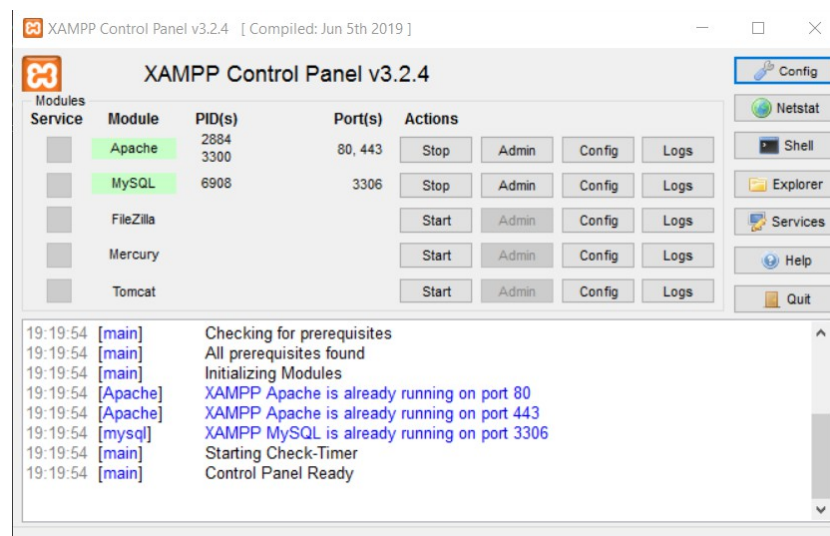 XAMPP Control Panel v3.2.4 [ Compiled: Jun 5th 2019 ]
XAMPP Control Panel v3.2.4
Config
Modules
Service Module PID(s) Port(s) Actions
Netstat
Apache 2884 3300 80, 443 Stop Admin Config Logs
Shell
MySQL 6908 3306 Stop Admin Config Logs
Explorer
FileZilla Start Admin Config Logs
Services
Mercury Start Admin Config Logs
Help
Tomcat Start Admin Config Logs
Quit
19:19:54 [main] Checking for prerequisites
19:19:54 [main] All prerequisites found
19:19:54 [main] Initializing Modules
19:19:54 [Apache] XAMPP Apache is already running on port 80
19:19:54 [Apache] XAMPP Apache is already running on port 443
19:19:54 [mysql] XAMPP MySQL is already running on port 3306
19:19:54 [main] Starting Check-Timer
19:19:54 [main] Control Panel Ready